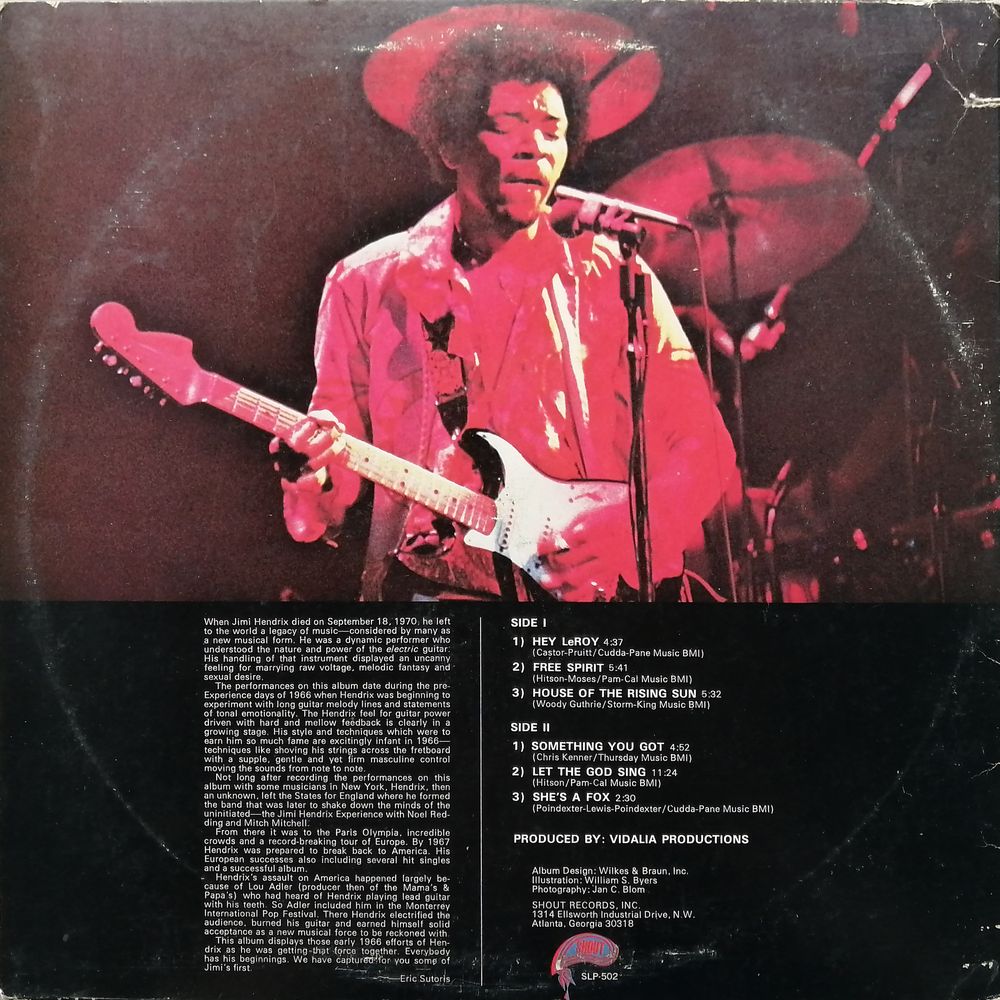 When Jimi Hendrix died on September 18, 1970, he left
to the world a legacy of music—considered by many as
a new musical form. He was a dynamic performer who
understood the nature and power of the electric guitar.
His handling of that instrument displayed an uncanny
feeling for marrying raw voltage, melodic fantasy and
sexual desire.
The performances on this album date during the pre-
Experience days of 1966 when Hendrix was beginning to
experiment with long guitar melody lines and statements
of tonal emotionality. The Hendrix feel for guitar power
driven with hard and mellow feedback is clearly in a
growing stage. His style and techniques which were to
earn him so much fame are excitingly infant in 1966—
techniques like shoving his strings across the fretboard
with a supple, gentle and yet firm masculine control
moving the sounds from note to note.
Not long after recording the performances on this
album with some musicians in New York, Hendrix, then
an unknown, left the States for England where he formed
the band that was later to shake down the minds of the
uninitiated—the Jimi Hendrix Experience with Noel Red-
ding and Mitch Mitchell.
From there it was to the Paris Olympia, incredible
crowds and a record-breaking tour of Europe. By 1967
Hendrix was prepared to break back to America. His
European successes also including several hit singles
and a successful album.
Hendrix's assault on America happened largely be-
cause of Lou Adler (producer then of the Mama's &
Papa's) who had heard of Hendrix playing lead guitar
with his teeth. So Adler included him in the Monterrey
International Pop Festival. There Hendrix electrified the
audience, burned his guitar and earned himself solid
acceptance as a new musical force to be reckoned with.
This album displays those early 1966 efforts of Hen-
drix as he was getting that force together. Everybody
has his beginnings. We have captured for you some of
Jimi's first.
—Eric Sutoris
SIDE I
1) HEY LeROY 4:37
(Castor-Pruitt/Cudda-Pane Music BMI)
2) FREE SPIRIT 5:41
(Hitson-Moses/Pam-Cal Music BMI)
3) HOUSE OF THE RISING SUN 5:32
(Woody Guthrie/Storm-King Music BMI)
SIDE II
1) SOMETHING YOU GOT 4:52
(Chris Kenner/Thursday Music BMI)
2) LET THE GOD SING 11:24
(Hitson/Pam-Cal Music BMI)
3) SHE'S A FOX 2:30
(Poindexter-Lewis-Poindexter/Cudda-Pane Music BMI)
PRODUCED BY: VIDALIA PRODUCTIONS
Album Design: Wilkes & Braun, Inc.
Illustration: William S. Byers
Photography: Jan C. Blom
SHOUT RECORDS, INC.
1314 Ellsworth Industrial Drive, N.W.
Atlanta, Georgia 30318
SHOUT
SLP-502